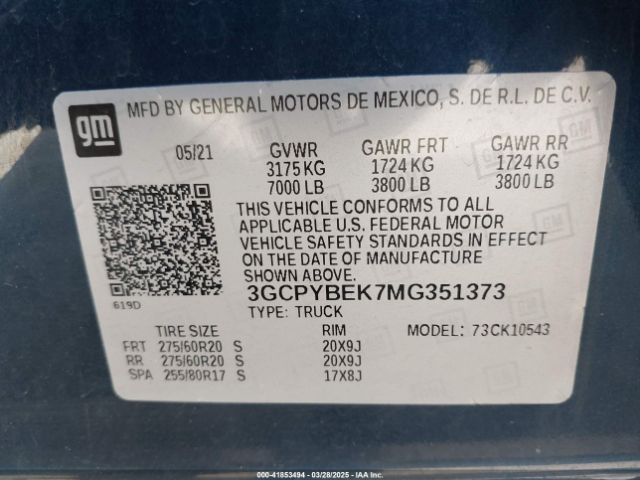 gm
MFD BY GENERAL MOTORS DE MEXICO, S. DE R.L. DE C.V.
05/21 GVWR GAWR FRT GAWR RR
3175 KG 1724 KG 1724 KG
7000 LB 3800 LB 3800 LB
THIS VEHICLE CONFORMS TO ALL
APPLICABLE U.S. FEDERAL MOTOR
VEHICLE SAFETY STANDARDS IN EFFECT
ON THE DATE OF MANUFACTURE
SHOWN ABOVE.
619D
3GCPYBEK7MG351373
TYPE: TRUCK
TIRE SIZE RIM MODEL: 73CK10543
FRT 275/60R20 S 20X9J
RR 275/60R20 S 20X9J
SPA 255/80R17 S 17X8J
000-41853494 - 03/28/2025 - IAA Inc.